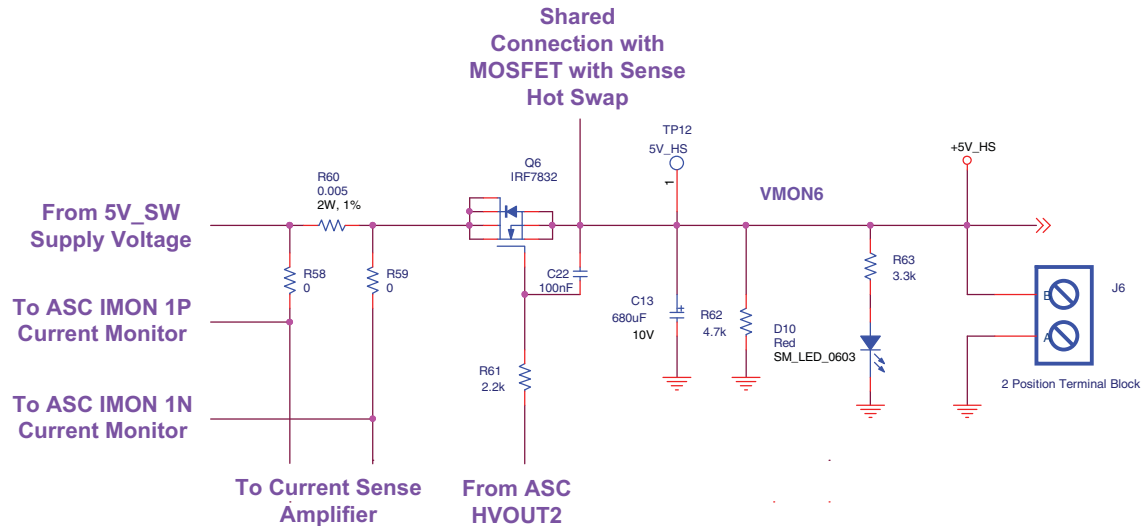 Shared
Connection with
MOSFET with Sense
Hot Swap
TP12
5V_HS
1
+5V_HS
Q6
IRF7832
R60
0.005
2W, 1%
VMON6
From 5V_SW
Supply Voltage
R58
0
R59
0
C22
100nF
R63
3.3k
J6
B
A
To ASC IMON 1P
Current Monitor
C13
680uF
10V
R62
4.7k
D10
Red
SM_LED_0603
R61
2.2k
2 Position Terminal Block
To ASC IMON 1N
Current Monitor
To Current Sense
Amplifier
From ASC
HVOUT2